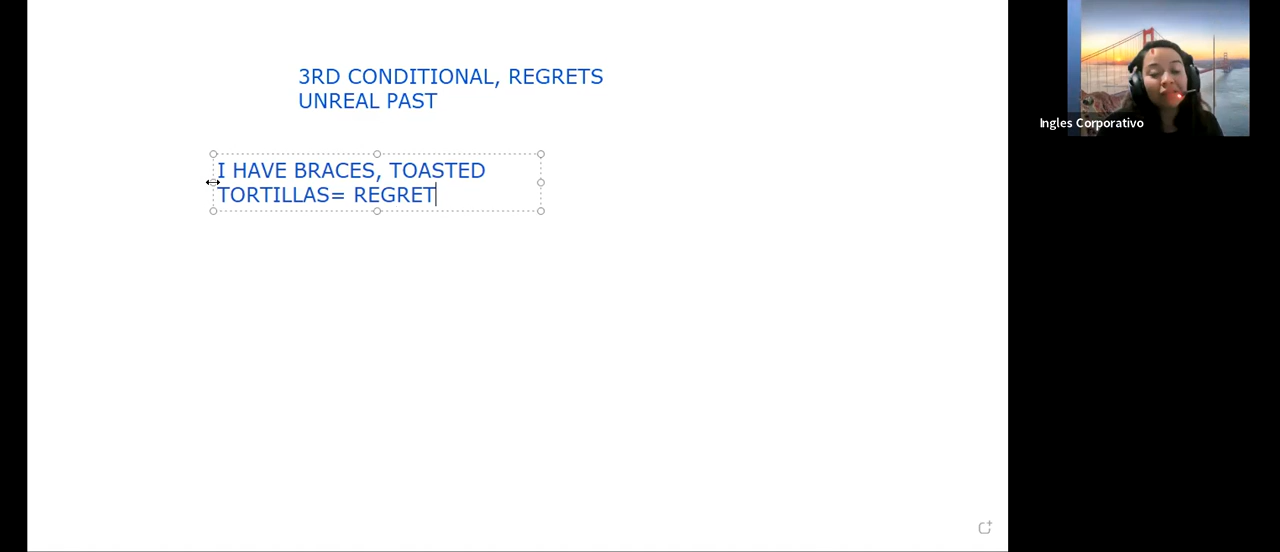 3RD CONDITIONAL, REGRETS
UNREAL PAST
I HAVE BRACES, TOASTED
TORTILLAS= REGRET
Ingles Corporativo